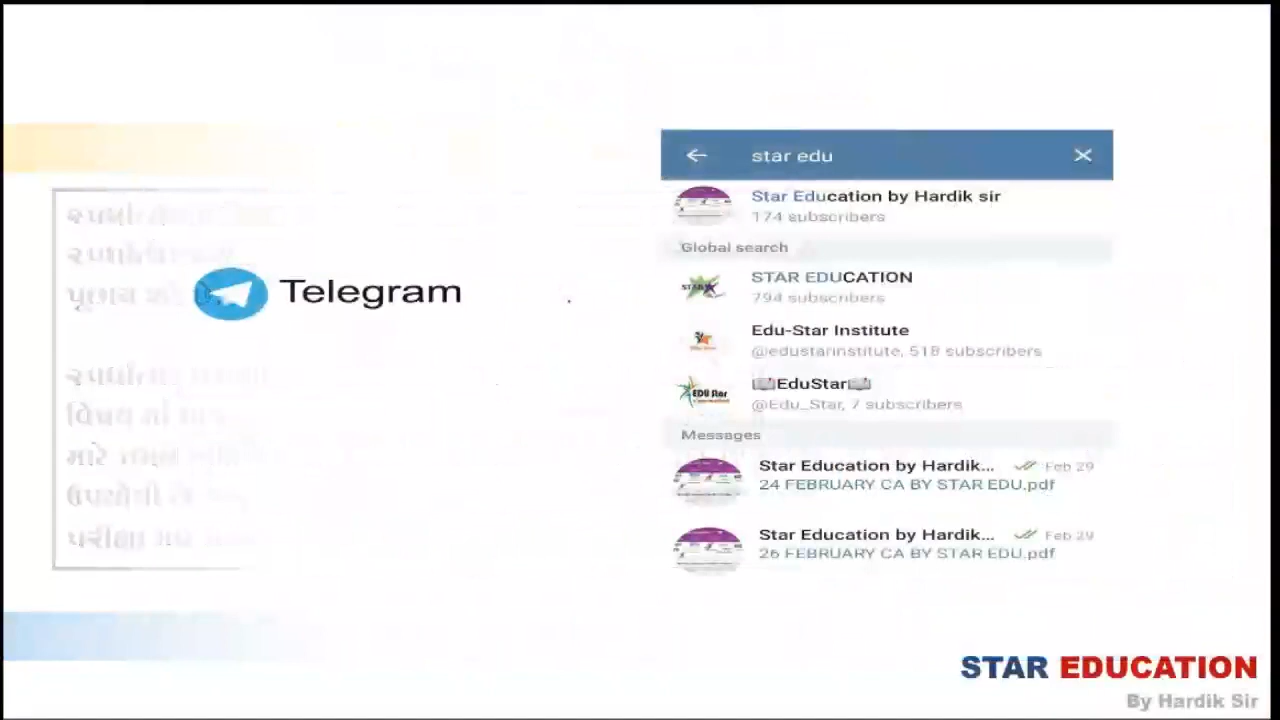 star edu
Star Education by Hardik sir
174 subscribers
Global search
STAR EDUCATION
794 subscribers
Edu-Star Institute
@edustarinstitute, 518 subscribers
📖EduStar📖
@Edu_Star, 7 subscribers
Messages
Star Education by Hardik... Feb 29
24 FEBRUARY CA BY STAR EDU.pdf
Star Education by Hardik... Feb 29
26 FEBRUARY CA BY STAR EDU.pdf
Telegram
વિષય
મારે
પરીક્ષા
STAR EDUCATION
By Hardik Sir